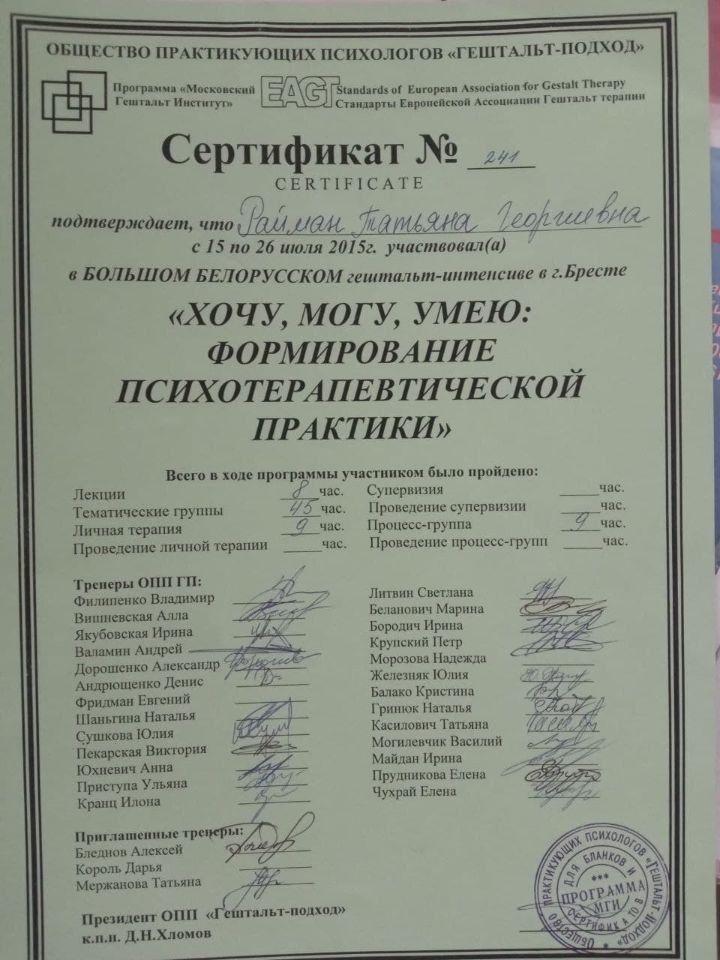 ОБЩЕСТВО ПРАКТИКУЮЩИХ ПСИХОЛОГОВ «ГЕШТАЛЬТ-ПОДХОД»
Программа «Московский Гештальт Институт»
EAGT
Standards of European Association for Gestalt Therapy
Стандарты Европейской Ассоциации Гештальт терапии
Сертификат № 241
CERTIFICATE
подтверждает, что Райман Татьяна Георгиевна
с 15 по 26 июля 2015г. участвовал(а)
в БОЛЬШОМ БЕЛОРУССКОМ гештальт-интенсиве в г.Бресте
«ХОЧУ, МОГУ, УМЕЮ:
ФОРМИРОВАНИЕ
ПСИХОТЕРАПЕВТИЧЕСКОЙ
ПРАКТИКИ»
Всего в ходе программы участником было пройдено:
Лекции 8 час.
Тематические группы 45 час.
Личная терапия 9 час.
Проведение личной терапии час.
Супервизия час.
Проведение супервизии час.
Процесс-группа 9 час.
Проведение процесс-групп час.
Тренеры ОПП ГП:
Филипенко Владимир
Вишневская Алла
Якубовская Ирина
Валамин Андрей
Дорошенко Александр
Андрющенко Денис
Фридман Евгений
Шаньгина Наталья
Сушкова Юлия
Пекарская Виктория
Юхневич Анна
Приступа Ульяна
Кранц Илона
Литвин Светлана
Беланович Марина
Бородич Ирина
Крупский Петр
Морозова Надежда
Железняк Юлия
Балако Кристина
Гринюк Наталья
Касилович Татьяна
Могилевчик Василий
Майдан Ирина
Прудникова Елена
Чухрай Елена
Приглашенные тренеры:
Бледнов Алексей
Король Дарья
Мержанова Татьяна
Президент ОПП «Гештальт-подход»
к.п.н. Д.Н.Хломов
ОБЩЕСТВО ПРАКТИКУЮЩИХ ПСИХОЛОГОВ "ГЕШТАЛЬТ-ПОДХОД"
ДЛЯ БЛАНКОВ И СЕРТИФИКАТОВ
ПРОГРАММА
МГИ